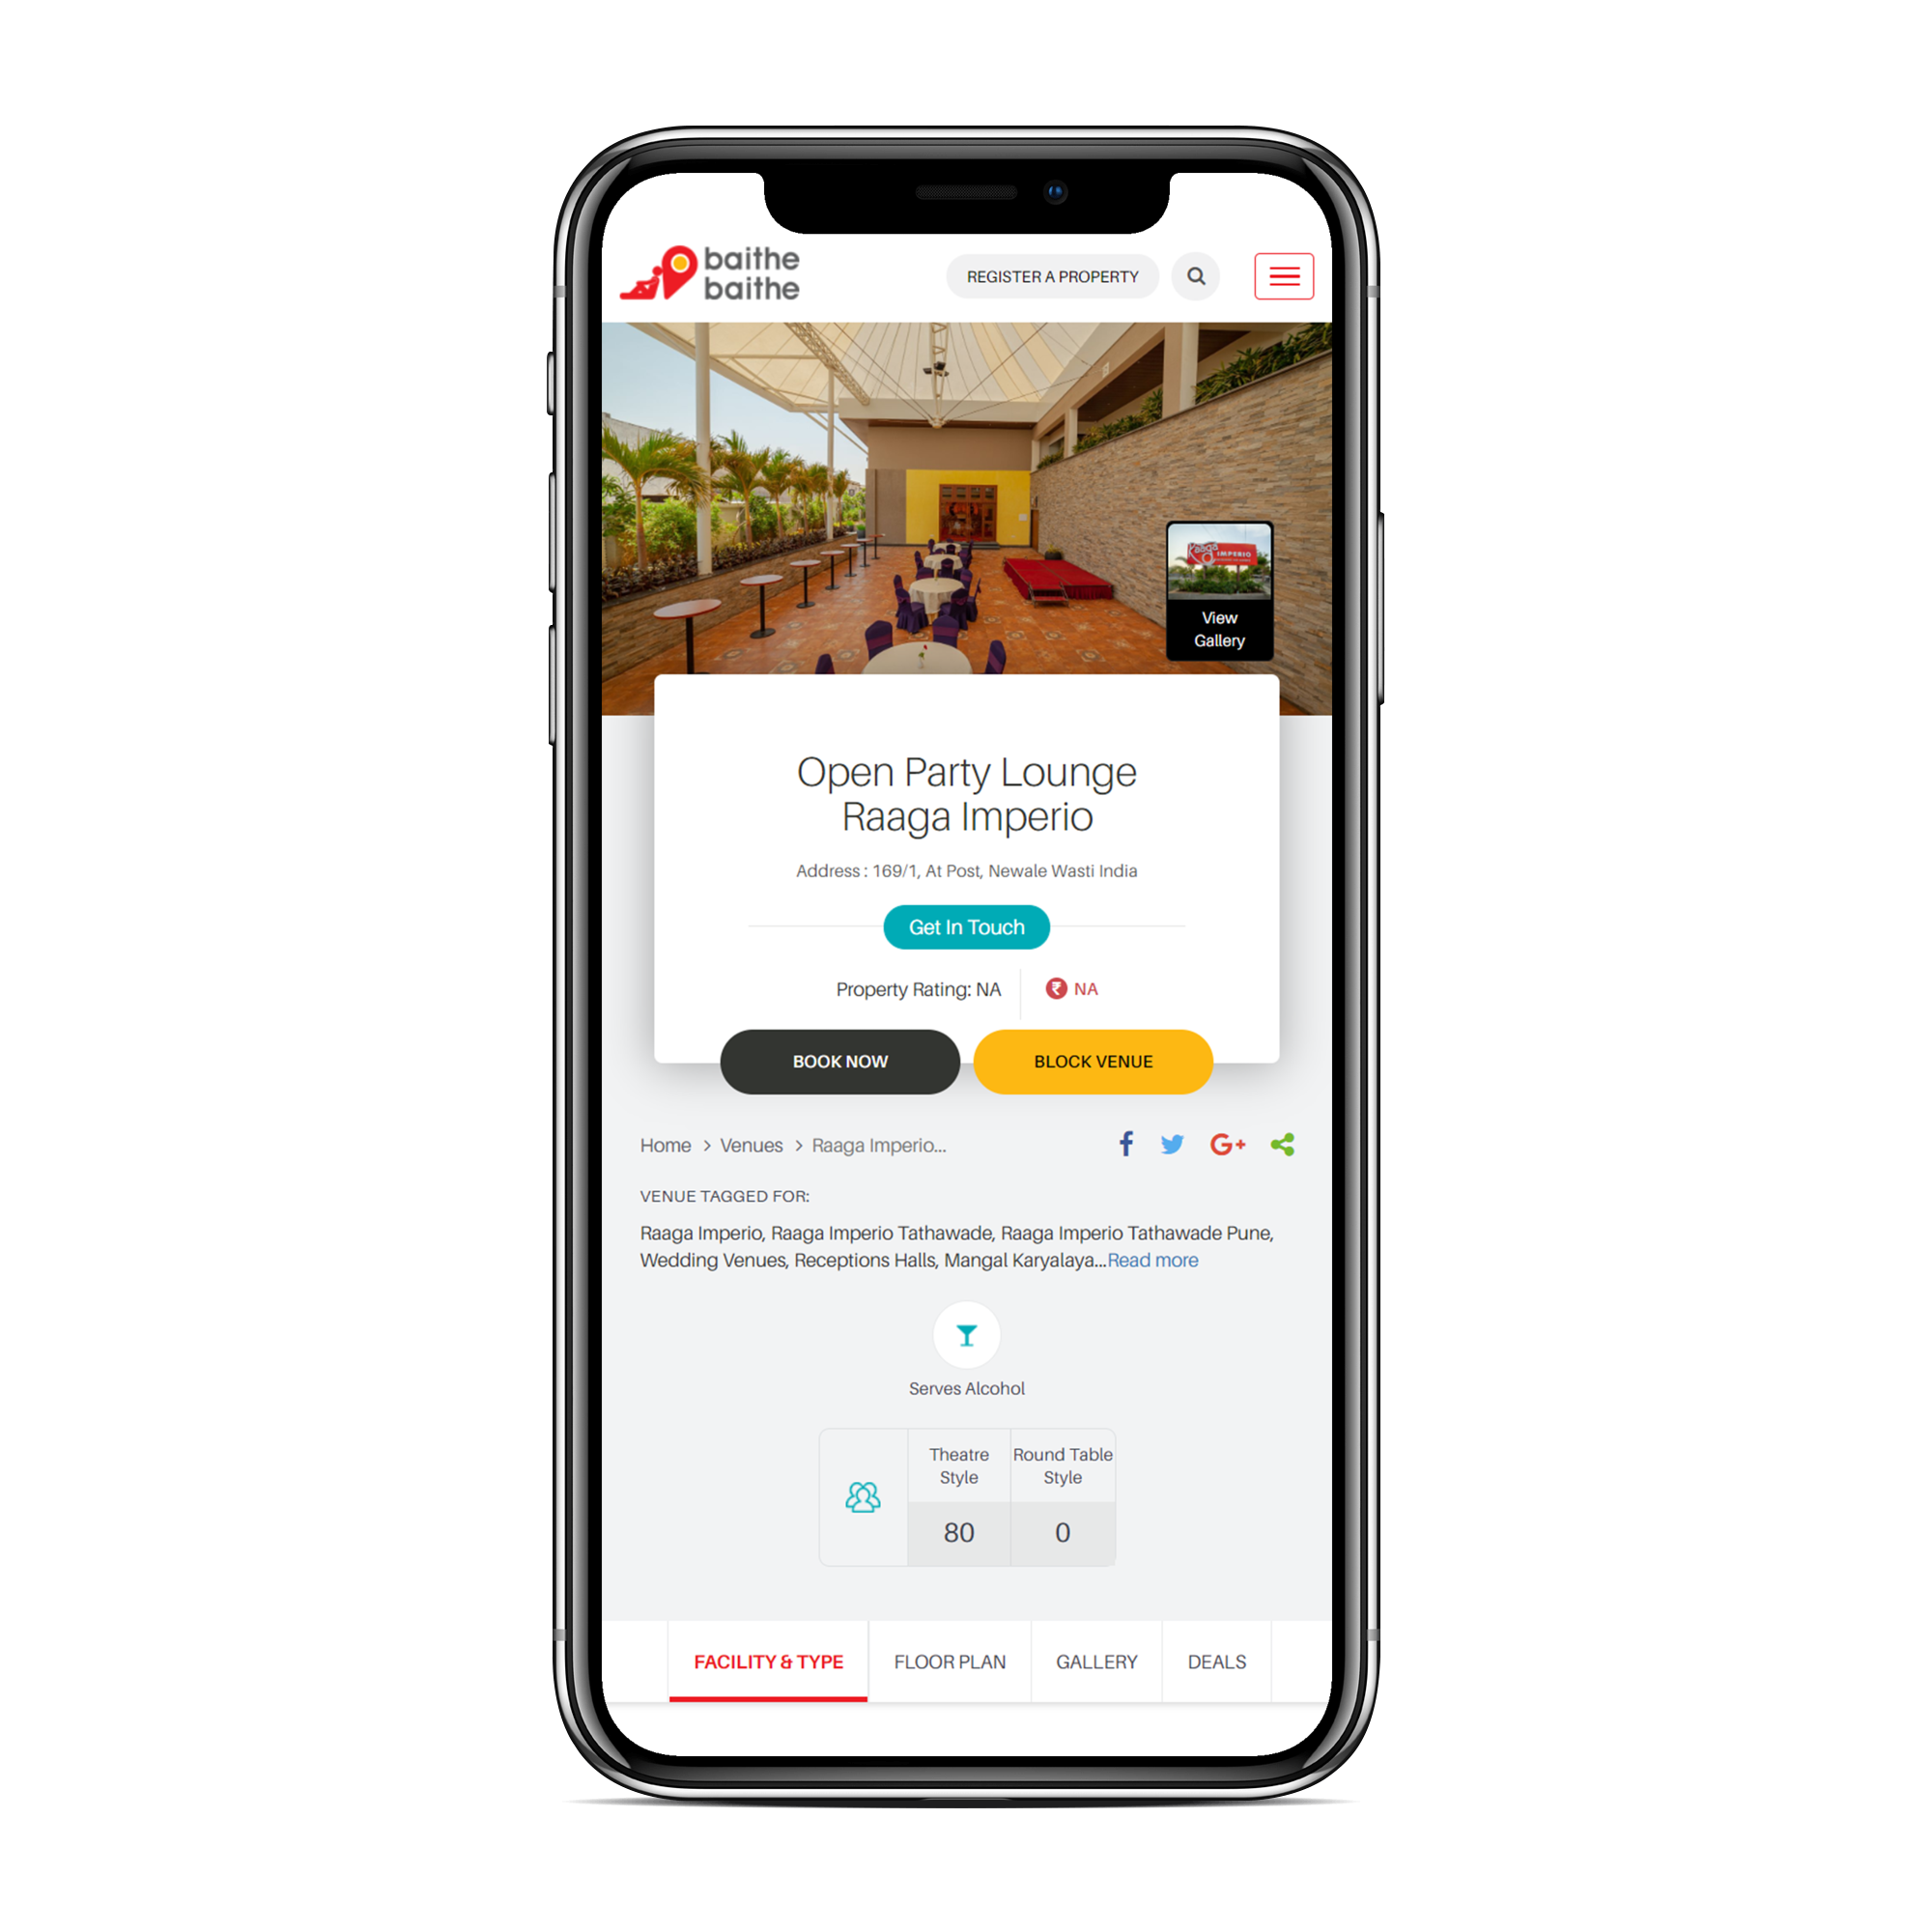 baithe
baithe
REGISTER A PROPERTY
Raaga IMPERIO
View
Gallery
Open Party Lounge
Raaga Imperio
Address : 169/1, At Post, Newale Wasti India
Get In Touch
Property Rating: NA
₹ NA
BOOK NOW
BLOCK VENUE
Home > Venues > Raaga Imperio...
f G+
VENUE TAGGED FOR:
Raaga Imperio, Raaga Imperio Tathawade, Raaga Imperio Tathawade Pune,
Wedding Venues, Receptions Halls, Mangal Karyalaya...Read more
Serves Alcohol
Theatre
Style
Round Table
Style
80
0
FACILITY & TYPE
FLOOR PLAN
GALLERY
DEALS